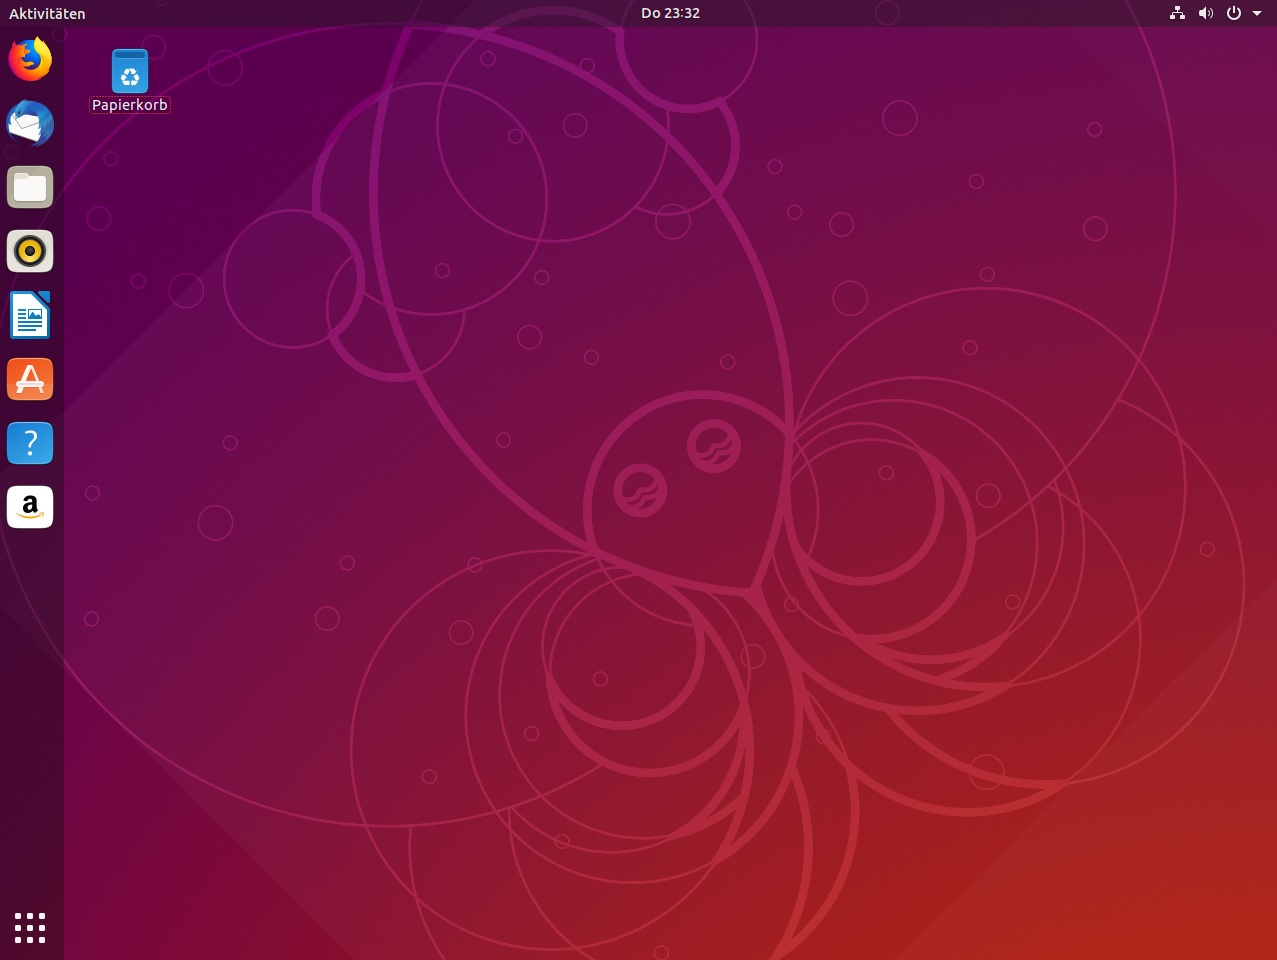 Aktivitäten
Do 23:32
Papierkorb
?
a